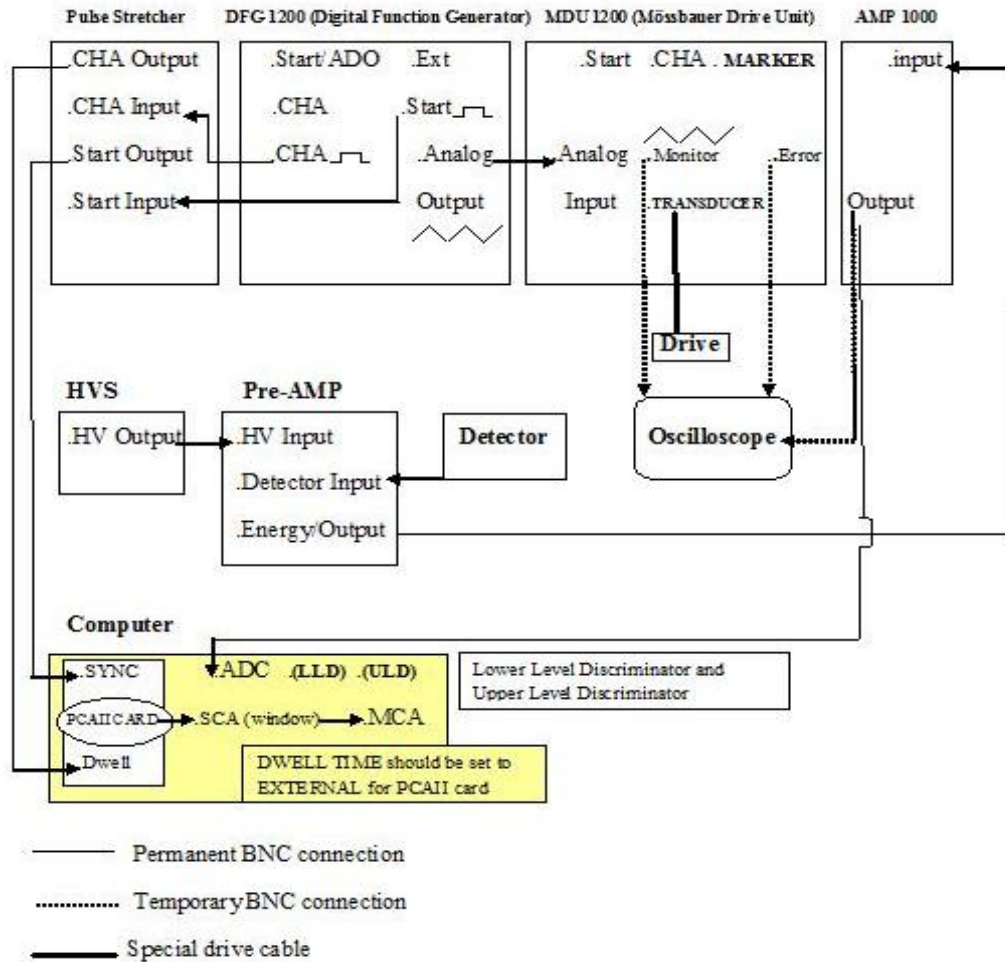 Pulse Stretcher
DFG 1200 (Digital Function Generator)
MDU 1200 (Mössbauer Drive Unit)
AMP 1000
.CHA Output
.CHA Input
.Start Output
.Start Input
.Start/ADO
.Ext
.CHA
.Start
.CHA
.Analog
Output
.Start .CHA . MARKER
.Analog
Input
.Monitor
.Error
.TRANSDUCER
.input
Output
Drive
HVS
Pre-AMP
.HV Output
.HV Input
.Detector Input
.Energy/Output
Detector
Oscilloscope
Computer
.SYNC
.ADC .(LLD) .(ULD)
PCAII CARD
.SCA (window)
.MCA
.Dwell
Lower Level Discriminator and
Upper Level Discriminator
DWELL TIME should be set to
EXTERNAL for PCAII card
Permanent BNC connection
Temporary BNC connection
Special drive cable